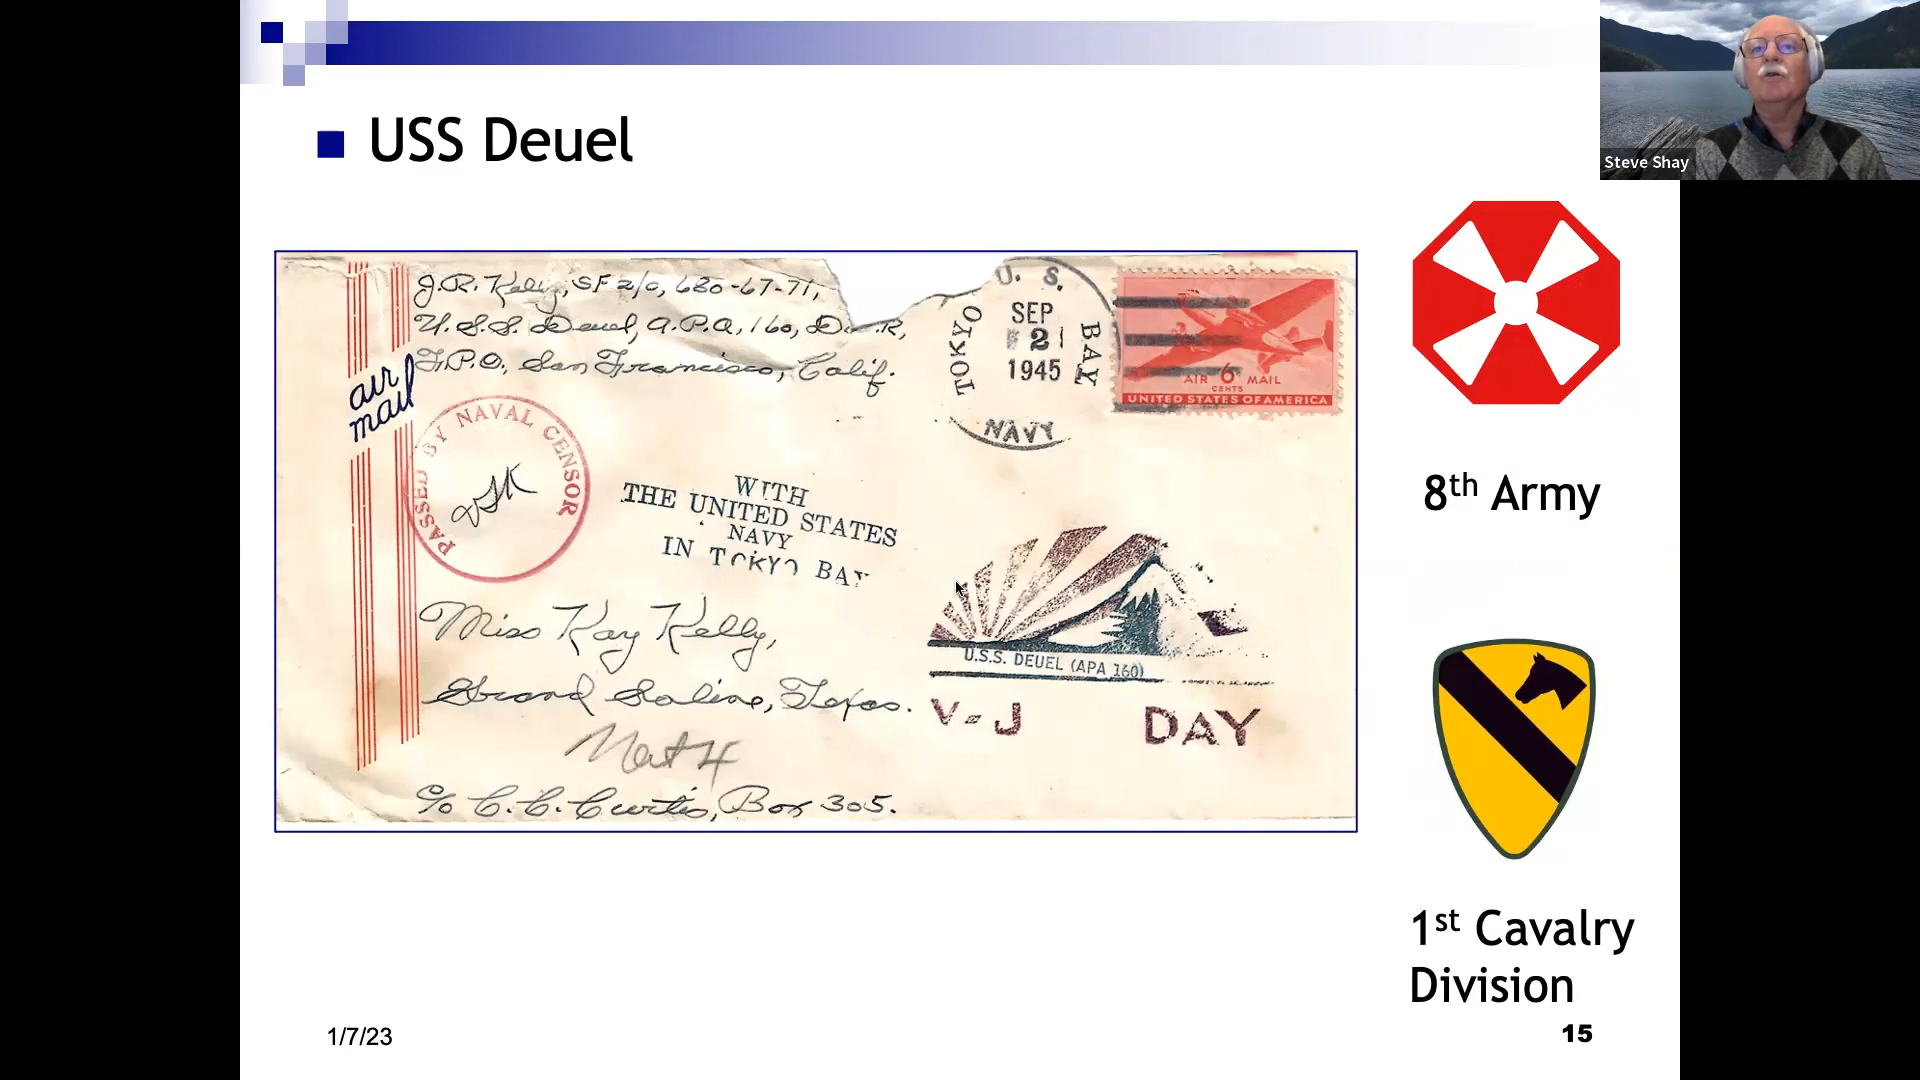 Steve Shay
USS Deuel
J.R. Kelly, SF 2/c, 680-67-71,
U.S.S. Deuel, A.P.A, 160, Div. R,
F.P.O. San Francisco, Calif.
air
mail
PASSED BY NAVAL CENSOR
U. S.
TOKYO BAY
SEP
2
1945
NAVY
AIR 6 MAIL
CENTS
UNITED STATES OF AMERICA
WITH
THE UNITED STATES
NAVY
IN TOKYO BAY
Miss Kay Kelly,
Grand Saline, Texas.
c/o C. C. Curtis, Box 305.
U.S.S. DEUEL (APA 160)
V-J DAY
8th Army
1st Cavalry
Division
1/7/23
15